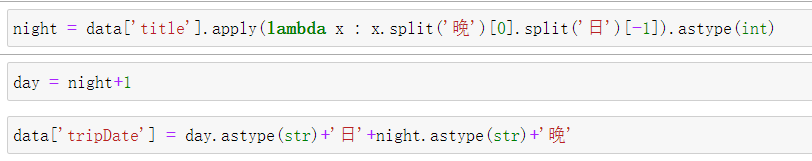 night = data['title'].apply(lambda x : x.split('晚')[0].split('日')[-1]).astype(int)
day = night+1
data['tripDate'] = day.astype(str)+'日'+night.astype(str)+'晚'